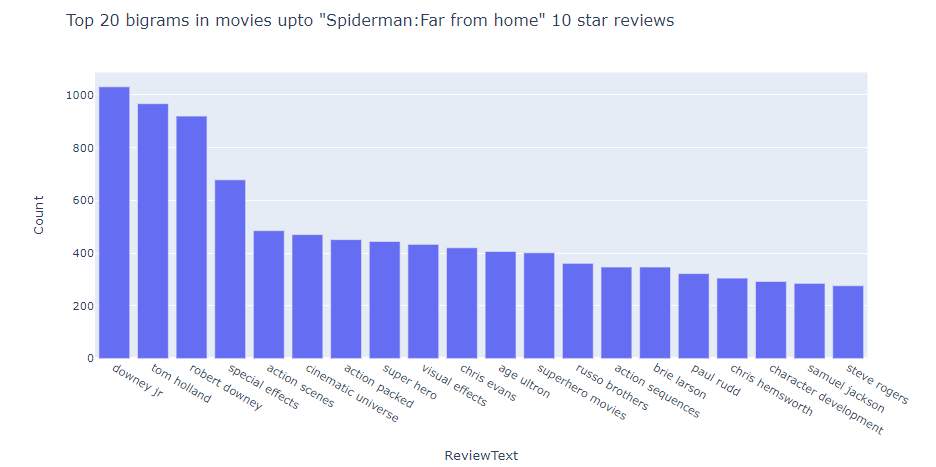 Top 20 bigrams in movies upto "Spiderman:Far from home" 10 star reviews
Count
1000
800
600
400
200
0
downey jr
tom holland
robert downey
special effects
action scenes
cinematic universe
action packed
super hero
visual effects
chris evans
age ultron
superhero movies
russo brothers
action sequences
brie larson
paul rudd
chris hemsworth
character development
samuel jackson
steve rogers
ReviewText